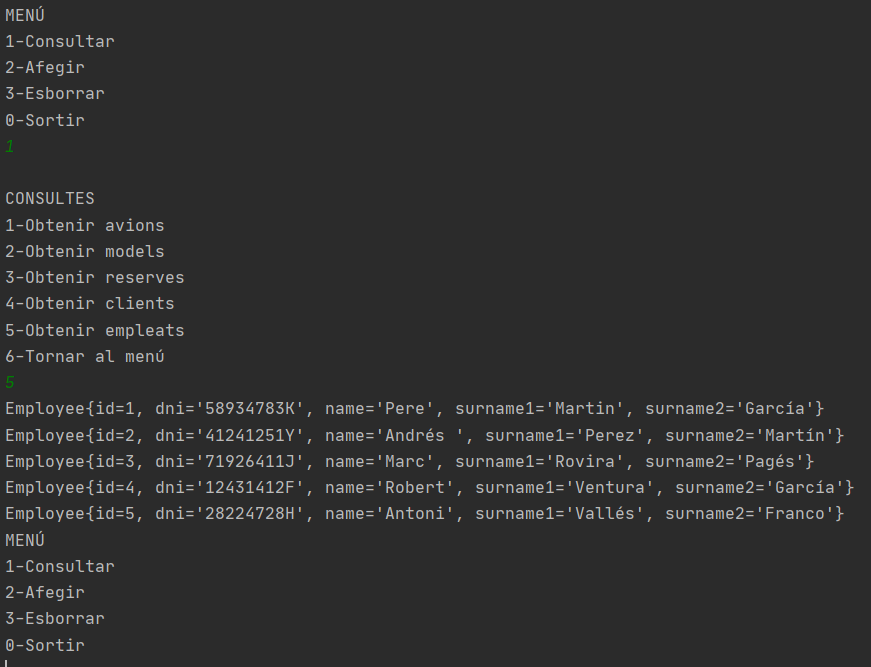 MENÚ
1-Consultar
2-Afegir
3-Esborrar
0-Sortir
1
CONSULTES
1-Obtenir avions
2-Obtenir models
3-Obtenir reserves
4-Obtenir clients
5-Obtenir empleats
6-Tornar al menú
5
Employee{id=1, dni='58934783K', name='Pere', surname1='Martin', surname2='García'}
Employee{id=2, dni='41241251Y', name='Andrés ', surname1='Perez', surname2='Martín'}
Employee{id=3, dni='71926411J', name='Marc', surname1='Rovira', surname2='Pagés'}
Employee{id=4, dni='12431412F', name='Robert', surname1='Ventura', surname2='García'}
Employee{id=5, dni='28224728H', name='Antoni', surname1='Vallés', surname2='Franco'}
MENÚ
1-Consultar
2-Afegir
3-Esborrar
0-Sortir